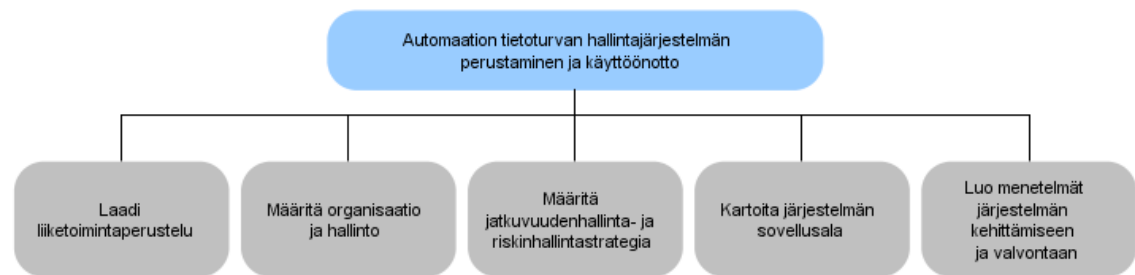 Automaation tietoturvan hallintajärjestelmän
perustaminen ja käyttöönotto
Laadi
liiketoimintaperustelu
Määritä organisaatio
ja hallinto
Määritä
jatkuvuudenhallinta- ja
riskinhallintastrategia
Kartoita järjestelmän
sovellusala
Luo menetelmät
järjestelmän
kehittämiseen
ja valvontaan